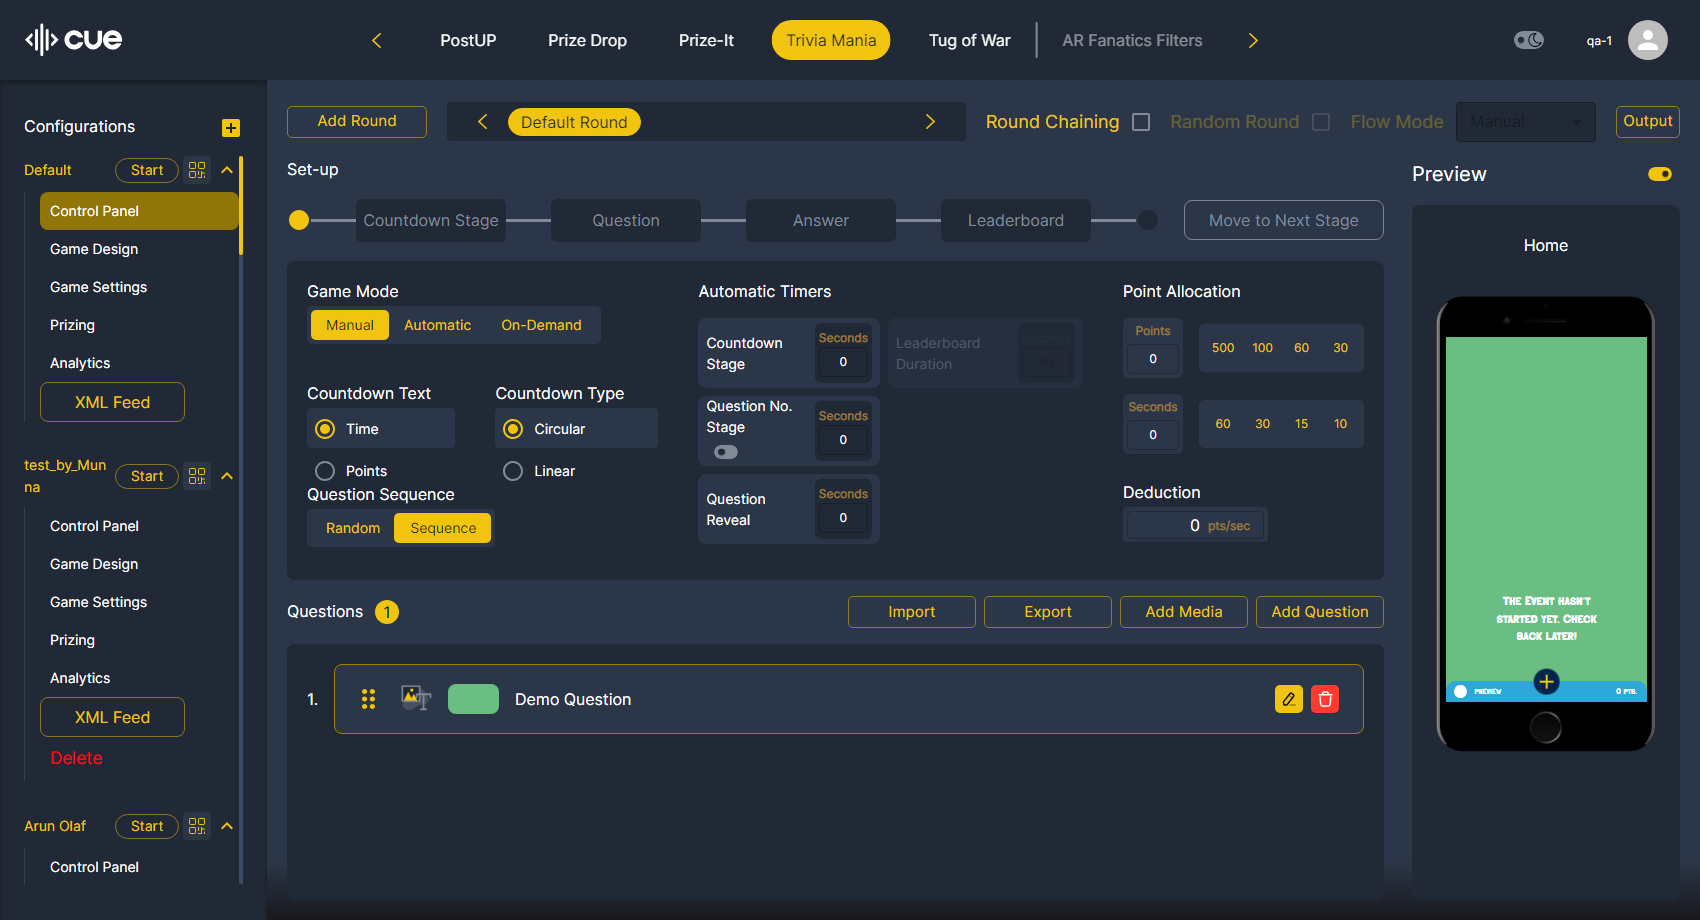 cue
PostUP
Prize Drop
Prize-It
Trivia Mania
Tug of War
AR Fanatics Filters
qa-1
Configurations
Default
Start
Control Panel
Game Design
Game Settings
Prizing
Analytics
XML Feed
test_by_Mun
na
Start
Control Panel
Game Design
Game Settings
Prizing
Analytics
XML Feed
Delete
Arun Olaf
Start
Control Panel
Add Round
Default Round
Round Chaining
Random Round
Flow Mode
Manual
Output
Set-up
Countdown Stage
Question
Answer
Leaderboard
Move to Next Stage
Game Mode
Manual
Automatic
On-Demand
Countdown Text
Time
Points
Countdown Type
Circular
Linear
Question Sequence
Random
Sequence
Automatic Timers
Countdown
Stage
Seconds
0
Leaderboard
Duration
Seconds
10
Question No.
Stage
Seconds
0
Question
Reveal
Seconds
0
Point Allocation
Points
0
500 100 60 30
Seconds
0
60 30 15 10
Deduction
0 pts/sec
Questions 1
Import
Export
Add Media
Add Question
1.
T
Demo Question
Preview
Home
The Event hasn't
started yet. Check
back later!
PREVIEW
0 PTS.